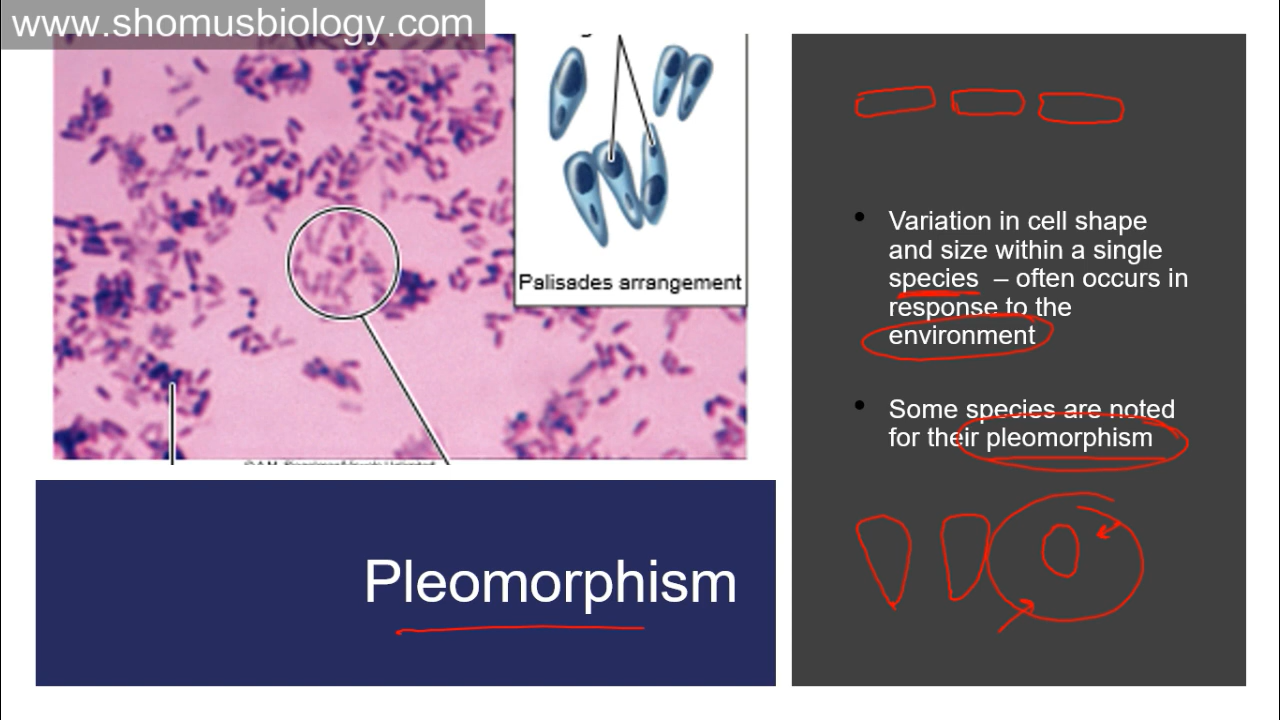 www.shomusbiology.com
Palisades arrangement
Variation in cell shape
and size within a single
species – often occurs in
response to the
environment
Some species are noted
for their pleomorphism
Pleomorphism